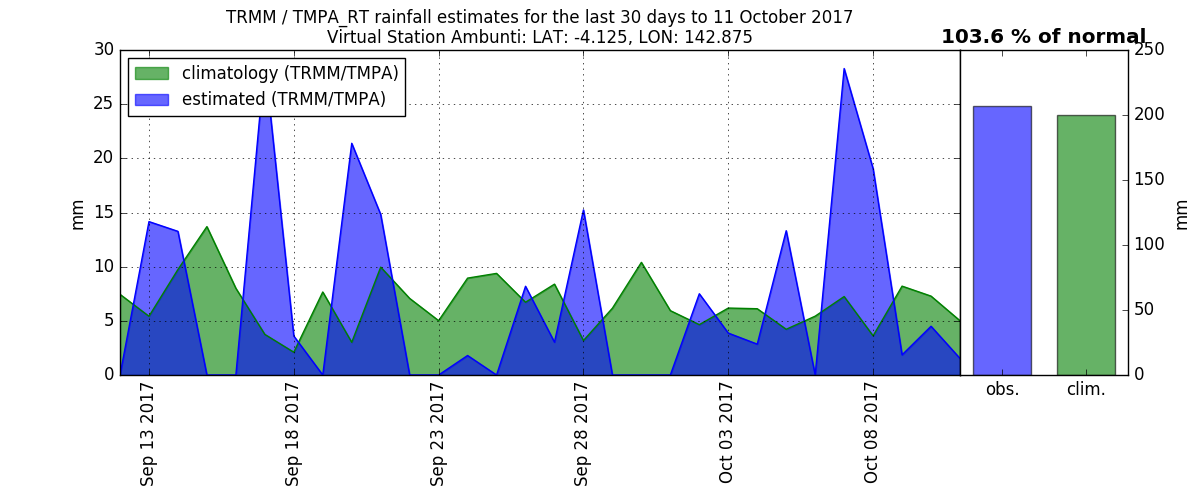 TRMM / TMPA_RT rainfall estimates for the last 30 days to 11 October 2017
Virtual Station Ambunti: LAT: -4.125, LON: 142.875
103.6 % of normal
climatology (TRMM/TMPA)
estimated (TRMM/TMPA)
30
25
20
15
10
5
0
mm
250
200
150
100
50
0
mm
Sep 13 2017
Sep 18 2017
Sep 23 2017
Sep 28 2017
Oct 03 2017
Oct 08 2017
obs.
clim.